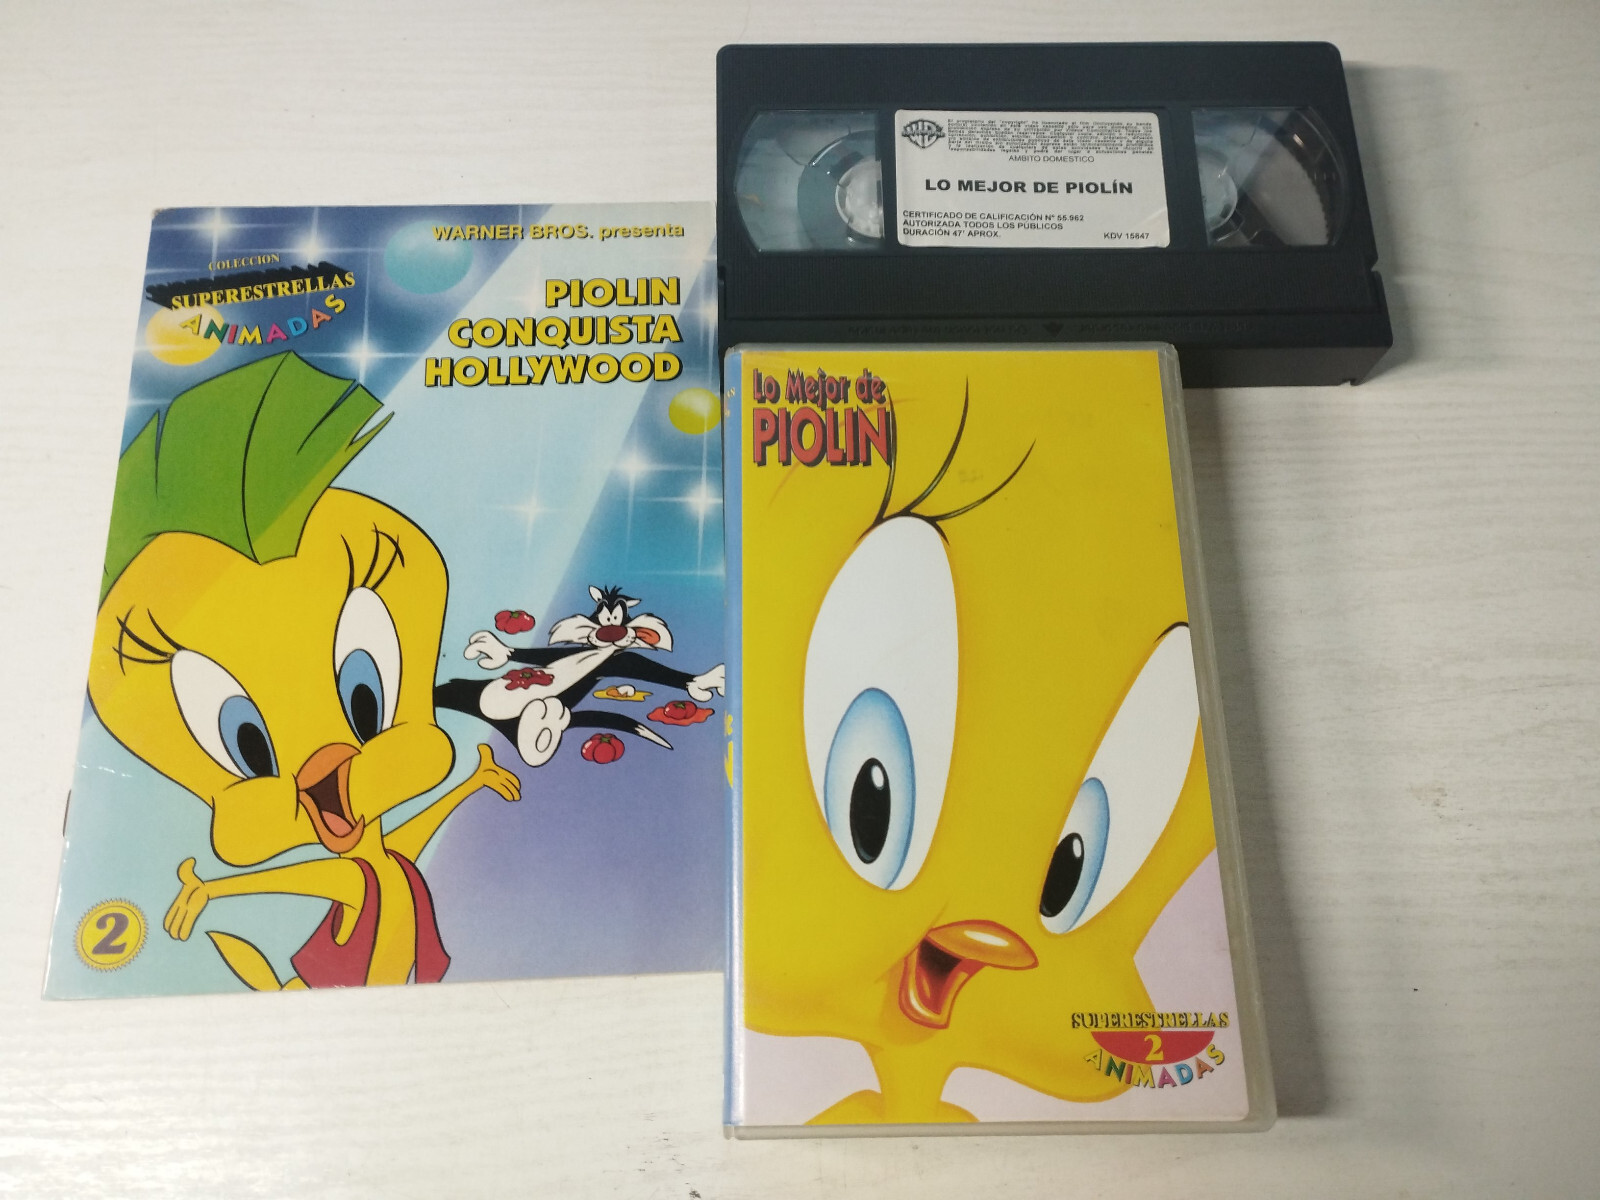 WARNER BROS. presenta
COLECCION
SUPERESTRELLAS
ANIMADAS
PIOLIN
CONQUISTA
HOLLYWOOD
2
AMBITO DOMESTICO
LO MEJOR DE PIOLÍN
CERTIFICADO DE CALIFICACIÓN Nº 55.962
AUTORIZADA TODOS LOS PÚBLICOS
DURACIÓN 47' APROX.
KDV 15847
Lo Mejor de
PIOLIN
SUPERESTRELLAS
2
ANIMADAS